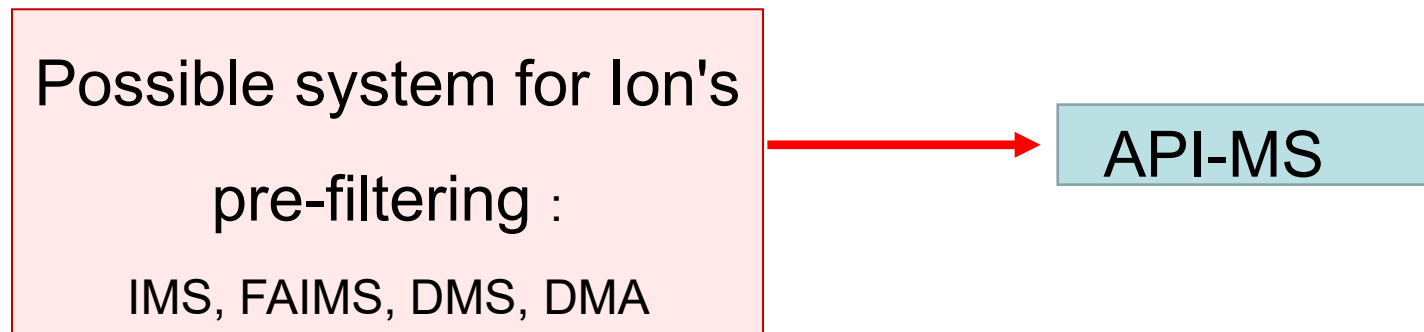 Possible system for Ion's
pre-filtering :
IMS, FAIMS, DMS, DMA
API-MS